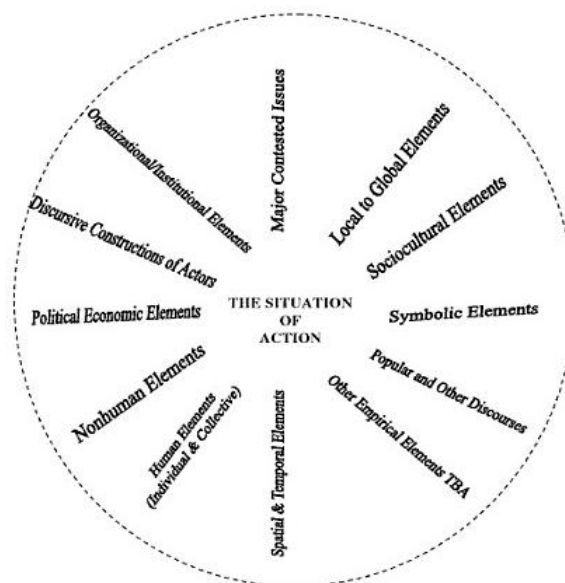 Major Contested Issues
Local to Global Elements
Sociocultural Elements
Symbolic Elements
Popular and Other Discourses
Other Empirical Elements TBA
Spatial & Temporal Elements
Human Elements
(Individual & Collective)
Nonhuman Elements
Political Economic Elements
Discursive Constructions of Actors
Organizational/Institutional Elements
THE SITUATION
OF
ACTION